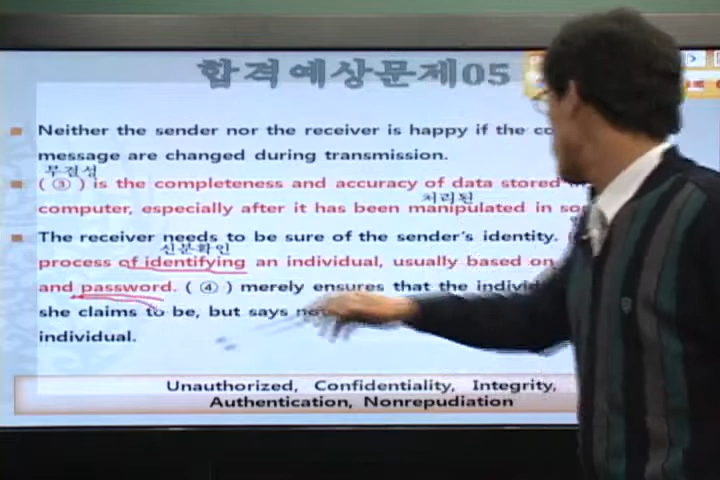 합격예상문제05
Neither the sender nor the receiver is happy if the
message are changed during transmission.
무결성
( ③ ) is the completeness and accuracy of data stored
처리된
computer, especially after it has been manipulated in
The receiver needs to be sure of the sender's identity.
신분확인
process of identifying an individual, usually based on
and password. ( ④ ) merely ensures that the
she claims to be, but says
individual.
Unauthorized, Confidentiality, Integrity,
Authentication, Nonrepudiation